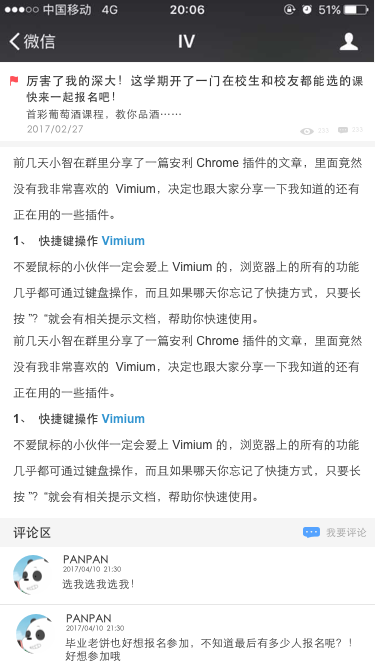 中国移动 4G 20:06 51%
微信 IV
厉害了我的深大！这学期开了一门在校生和校友都能选的课
快来一起报名吧！
首彩葡萄酒课程，教你品酒……
2017/02/27 221 233
前几天小智在群里分享了一篇安利 Chrome 插件的文章，里面竟然
没有我非常喜欢的 Vimium，决定也跟大家分享一下我知道的还有
正在用的一些插件。
1、 快捷键操作 Vimium
不爱鼠标的小伙伴一定会爱上 Vimium 的，浏览器上的所有的功能
几乎都可通过键盘操作，而且如果哪天你忘记了快捷方式，只要长
按 "？"就会有相关提示文档，帮助你快速使用。
前几天小智在群里分享了一篇安利 Chrome 插件的文章，里面竟然
没有我非常喜欢的 Vimium，决定也跟大家分享一下我知道的还有
正在用的一些插件。
1、 快捷键操作 Vimium
不爱鼠标的小伙伴一定会爱上 Vimium 的，浏览器上的所有的功能
几乎都可通过键盘操作，而且如果哪天你忘记了快捷方式，只要长
按 "？"就会有相关提示文档，帮助你快速使用。
评论区 我要评论
PANPAN
2017/04/10 21:30
选我选我选我！
PANPAN
2017/04/10 21:30
毕业老饼也好想报名参加，不知道最后有多少人报名呢？！
好想参加哦